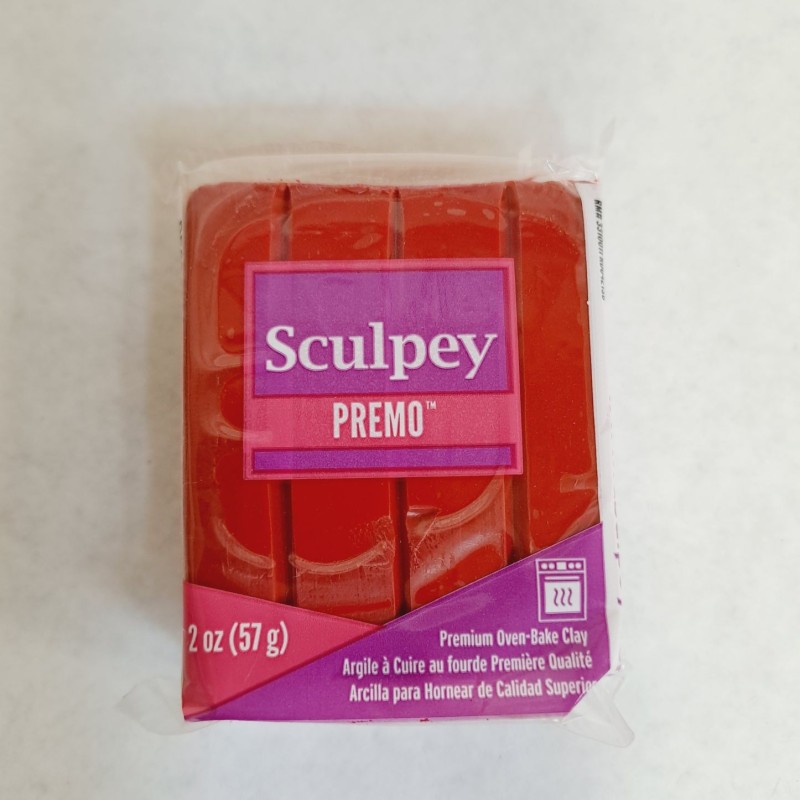 Sculpey
PREMO™
2 oz (57 g)
Premium Oven-Bake Clay
Argile à Cuire au fourde Première Qualité
Arcilla para Hornear de Calidad Superior